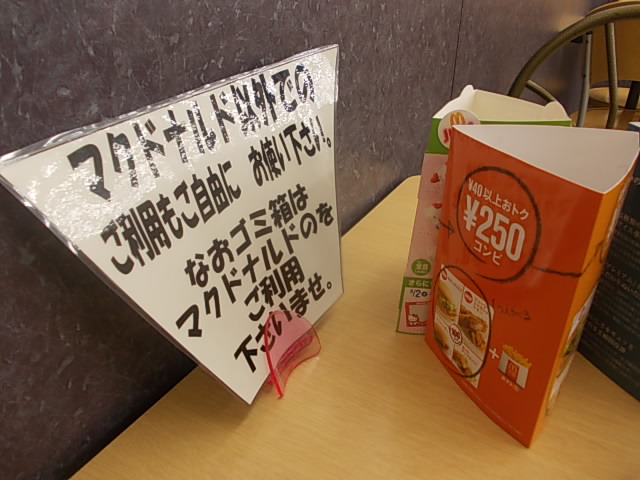 マクドナルド以外での
ご利用もご自由に お使い下さい。
なおゴミ箱は
マクドナルドのを
ご利用
下さいませ。
¥40以上おトク
¥250
コンビ
さらに